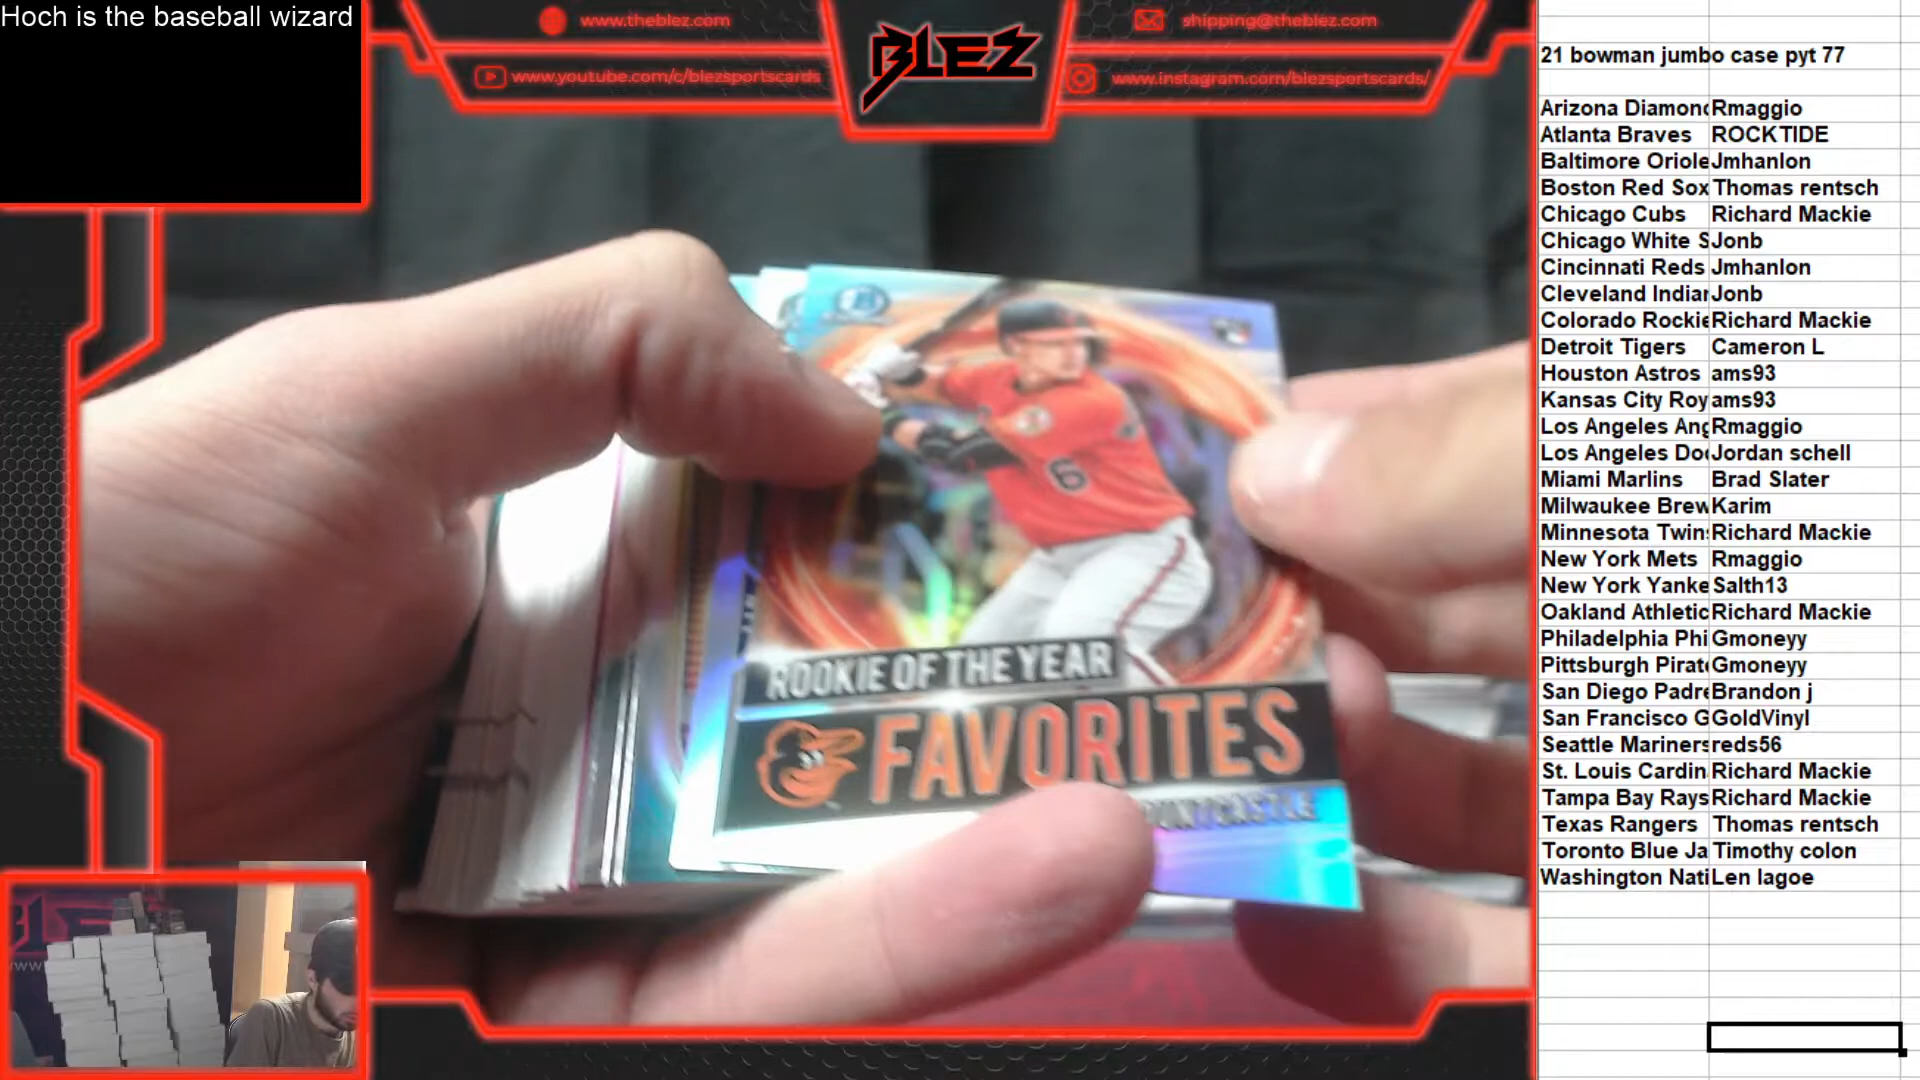 Hoch is the baseball wizard
www.theblez.com
BLEZ
shipping@theblez.com
www.youtube.com/c/blezsportscards
www.instagram.com/blezsportscards/
6
ROOKIE OF THE YEAR
FAVORITES
21 bowman jumbo case pyt 77
Arizona Diamond Rmaggio
Atlanta Braves ROCKTIDE
Baltimore Oriole Jmhanlon
Boston Red Sox Thomas rentsch
Chicago Cubs Richard Mackie
Chicago White S Jonb
Cincinnati Reds Jmhanlon
Cleveland Indian Jonb
Colorado Rockie Richard Mackie
Detroit Tigers Cameron L
Houston Astros ams93
Kansas City Roy ams93
Los Angeles Ang Rmaggio
Los Angeles Dod Jordan schell
Miami Marlins Brad Slater
Milwaukee Brew Karim
Minnesota Twins Richard Mackie
New York Mets Rmaggio
New York Yanke Salth13
Oakland Athletic Richard Mackie
Philadelphia Phi Gmoneyy
Pittsburgh Pirate Gmoneyy
San Diego Padre Brandon j
San Francisco G GoldVinyl
Seattle Mariners reds56
St. Louis Cardin Richard Mackie
Tampa Bay Rays Richard Mackie
Texas Rangers Thomas rentsch
Toronto Blue Ja Timothy colon
Washington Nati Len lagoe